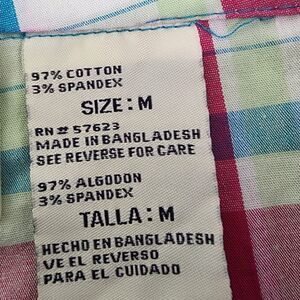 97% COTTON
3% SPANDEX
SIZE: M
RN# 57623
MADE IN BANGLADESH
SEE REVERSE FOR CARE
97% ALGODON
3% SPANDEX
TALLA: M
HECHO EN BANGLADESH
VE EL REVERSO
PARA EL CUIDADO